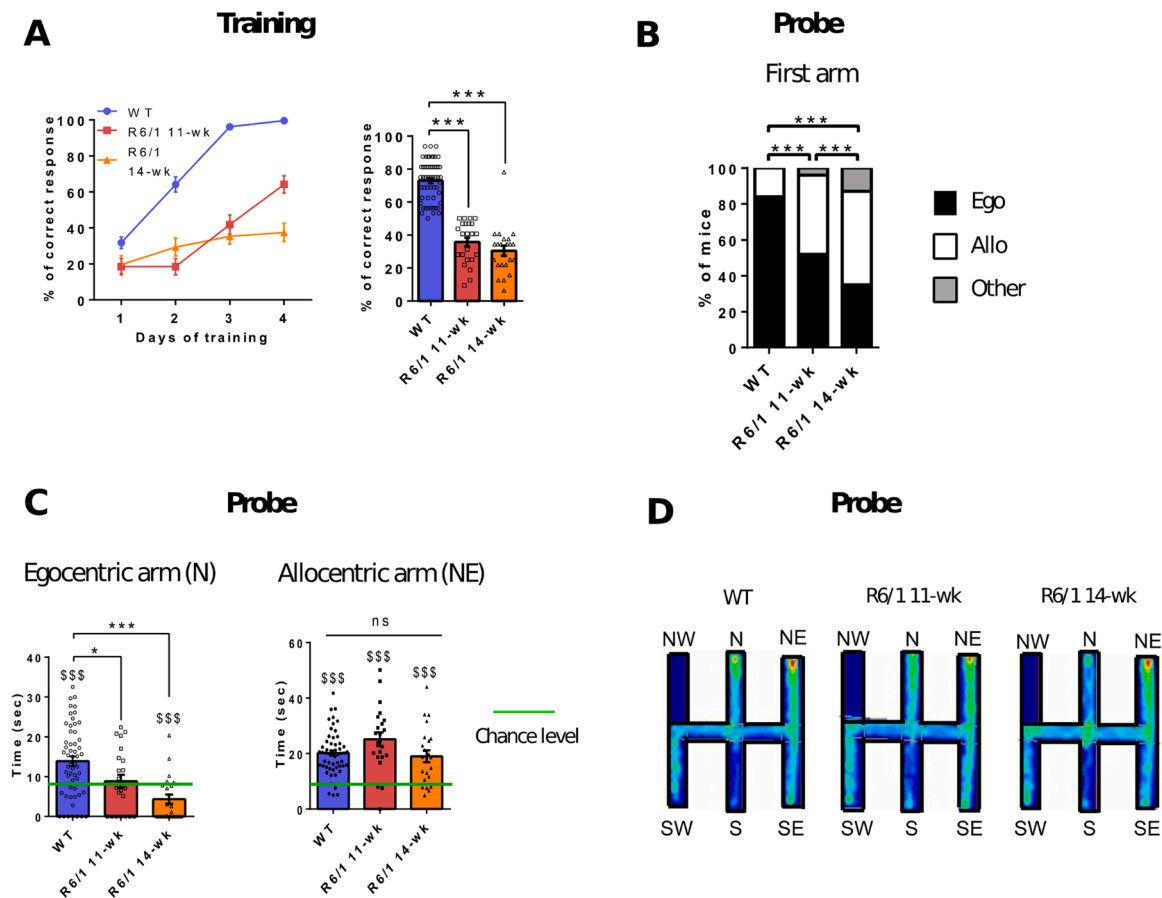 A
Training
% of correct response
100
80
60
40
20
0
WT
R6/1 11-wk
R6/1
14-wk
1 2 3 4
Days of training
% of correct response
100
80
60
40
20
0
***
***
WT
R6/1 11-wk
R6/1 14-wk
B
Probe
First arm
***
*** ***
% of mice
100
80
60
40
20
0
WT
R6/1 11-wk
R6/1 14-wk
Ego
Allo
Other
C
Probe
Egocentric arm (N)
Time (sec)
40
30
20
10
0
***
*
$$$
$$$
WT
R6/1 11-wk
R6/1 14-wk
Allocentric arm (NE)
Time (sec)
60
40
20
0
ns
$$$
$$$
$$$
WT
R6/1 11-wk
R6/1 14-wk
Chance level
D
Probe
WT R6/1 11-wk R6/1 14-wk
NW N NE NW N NE NW N NE
SW S SE SW S SE SW S SE